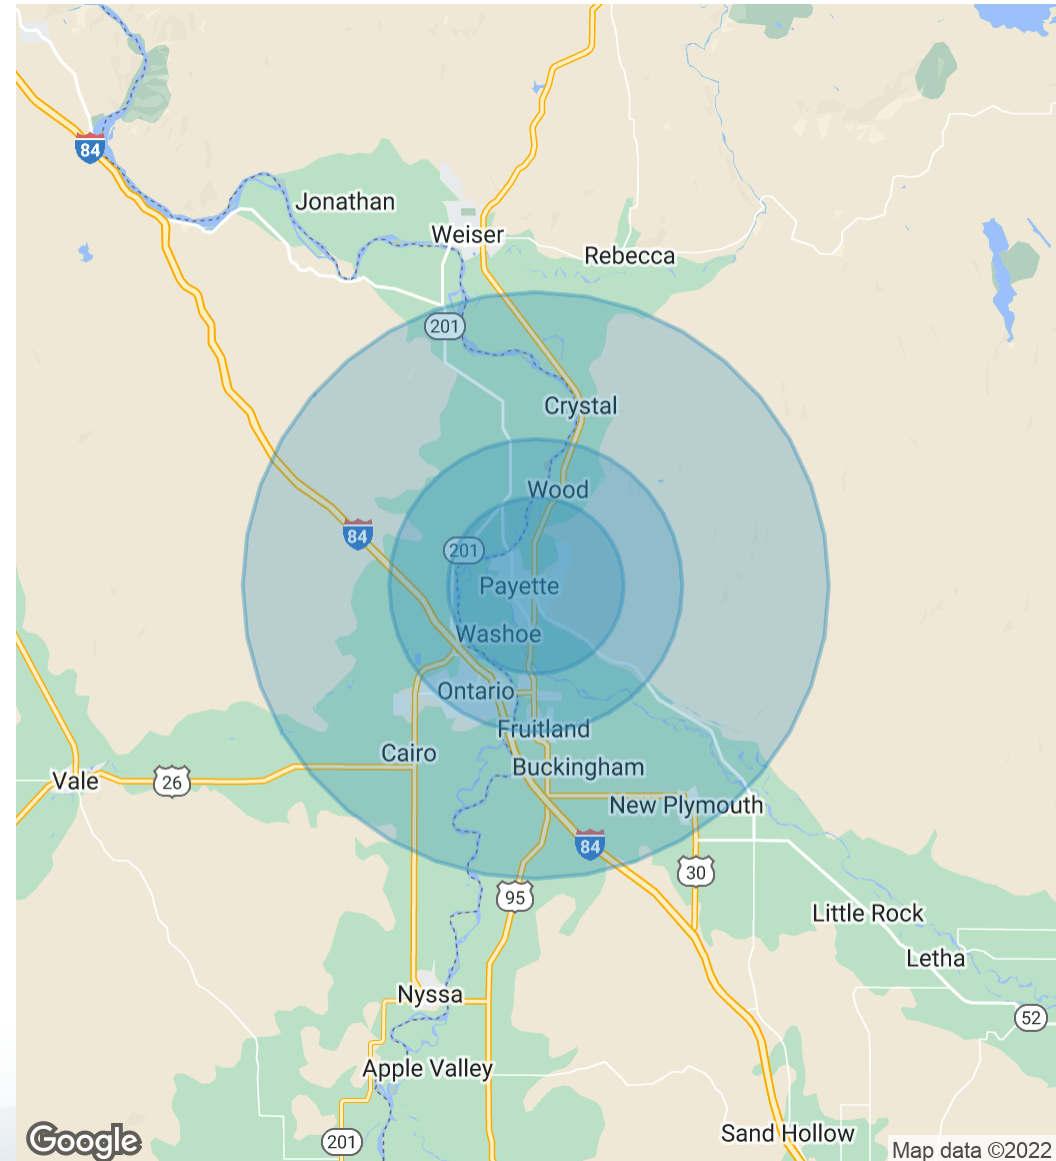 84
Jonathan
Weiser
Rebecca
201
Crystal
Wood
84
201
Payette
Washoe
Ontario
Fruitland
Cairo
Buckingham
Vale
26
New Plymouth
84
30
95
Little Rock
Letha
Nyssa
52
Apple Valley
Sand Hollow
201
Google
Map data ©2022